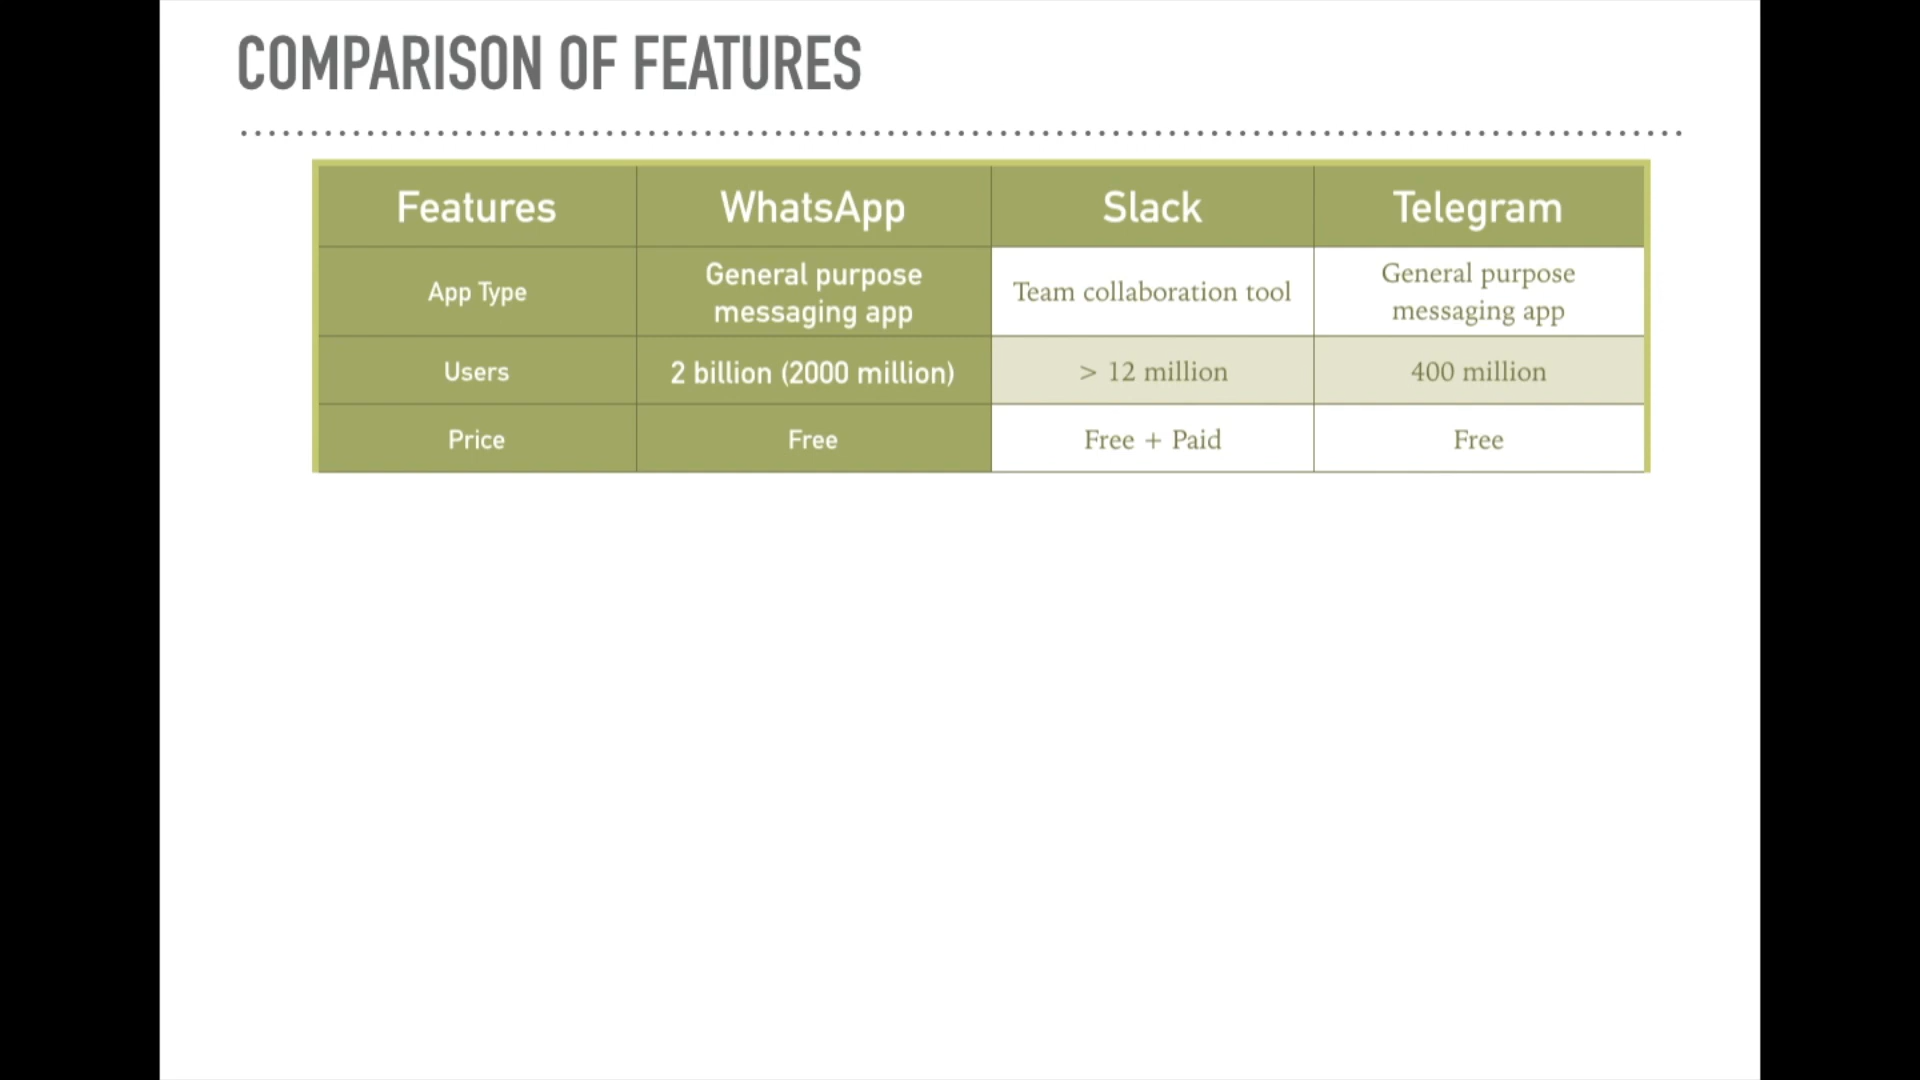 COMPARISON OF FEATURES
Features WhatsApp Slack Telegram
App Type General purpose messaging app Team collaboration tool General purpose messaging app
Users 2 billion (2000 million) > 12 million 400 million
Price Free Free + Paid Free